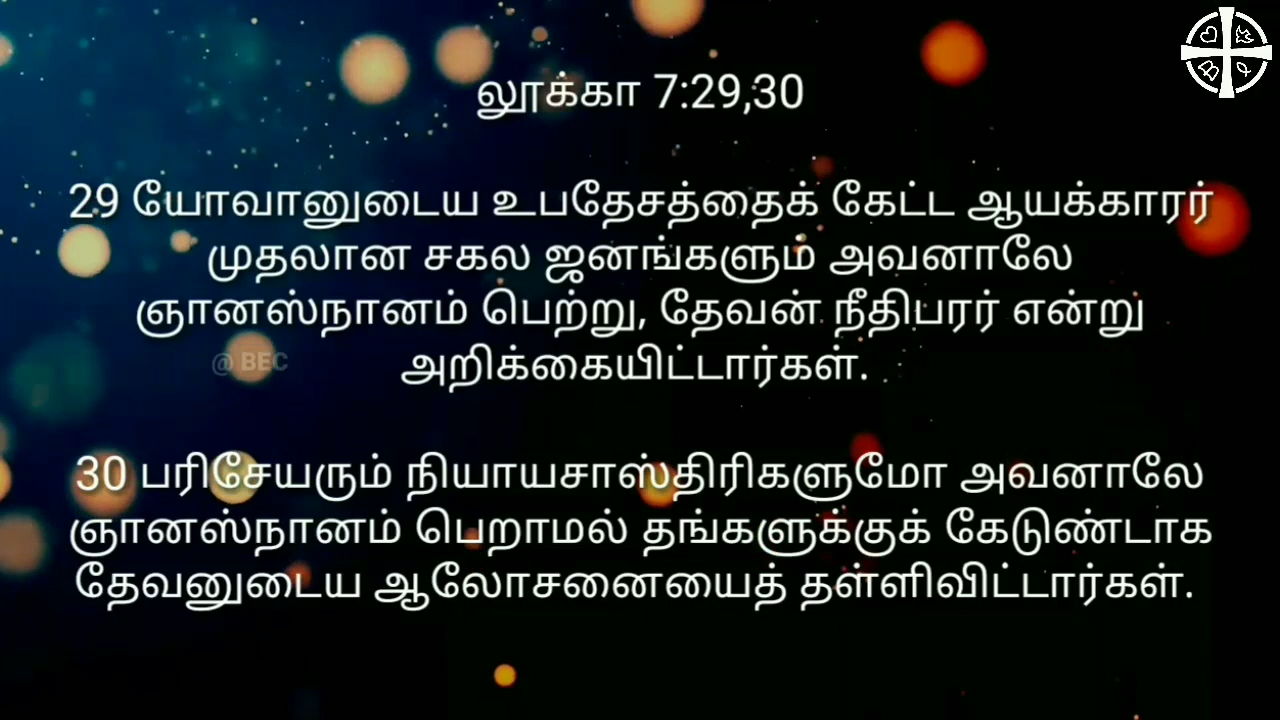 லூக்கா 7:29,30
29 யோவானுடைய உபதேசத்தைக் கேட்ட ஆயக்காரர்
முதலான சகல ஜனங்களும் அவனாலே
ஞானஸ்நானம் பெற்று, தேவன் நீதிபரர் என்று
அறிக்கையிட்டார்கள்.
@ BEC
30 பரிசேயரும் நியாயசாஸ்திரிகளுமோ அவனாலே
ஞானஸ்நானம் பெறாமல் தங்களுக்குக் கேடுண்டாக
தேவனுடைய ஆலோசனையைத் தள்ளிவிட்டார்கள்.